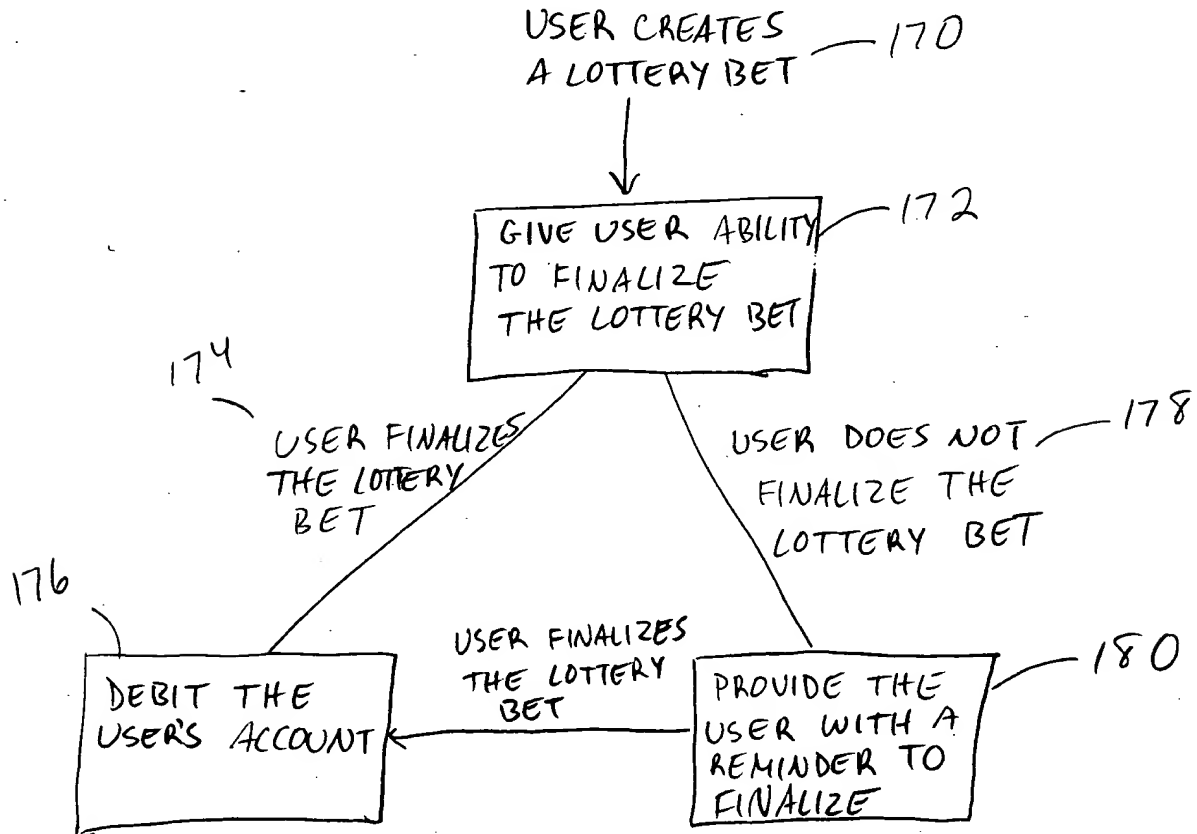 USER CREATES
A LOTTERY BET
170
GIVE USER ABILITY
TO FINALIZE
THE LOTTERY BET
172
174
USER FINALIZES
THE LOTTERY
BET
USER DOES NOT
FINALIZE THE
LOTTERY BET
178
176
DEBIT THE
USER'S ACCOUNT
USER FINALIZES
THE LOTTERY
BET
PROVIDE THE
USER WITH A
REMINDER TO
FINALIZE
180